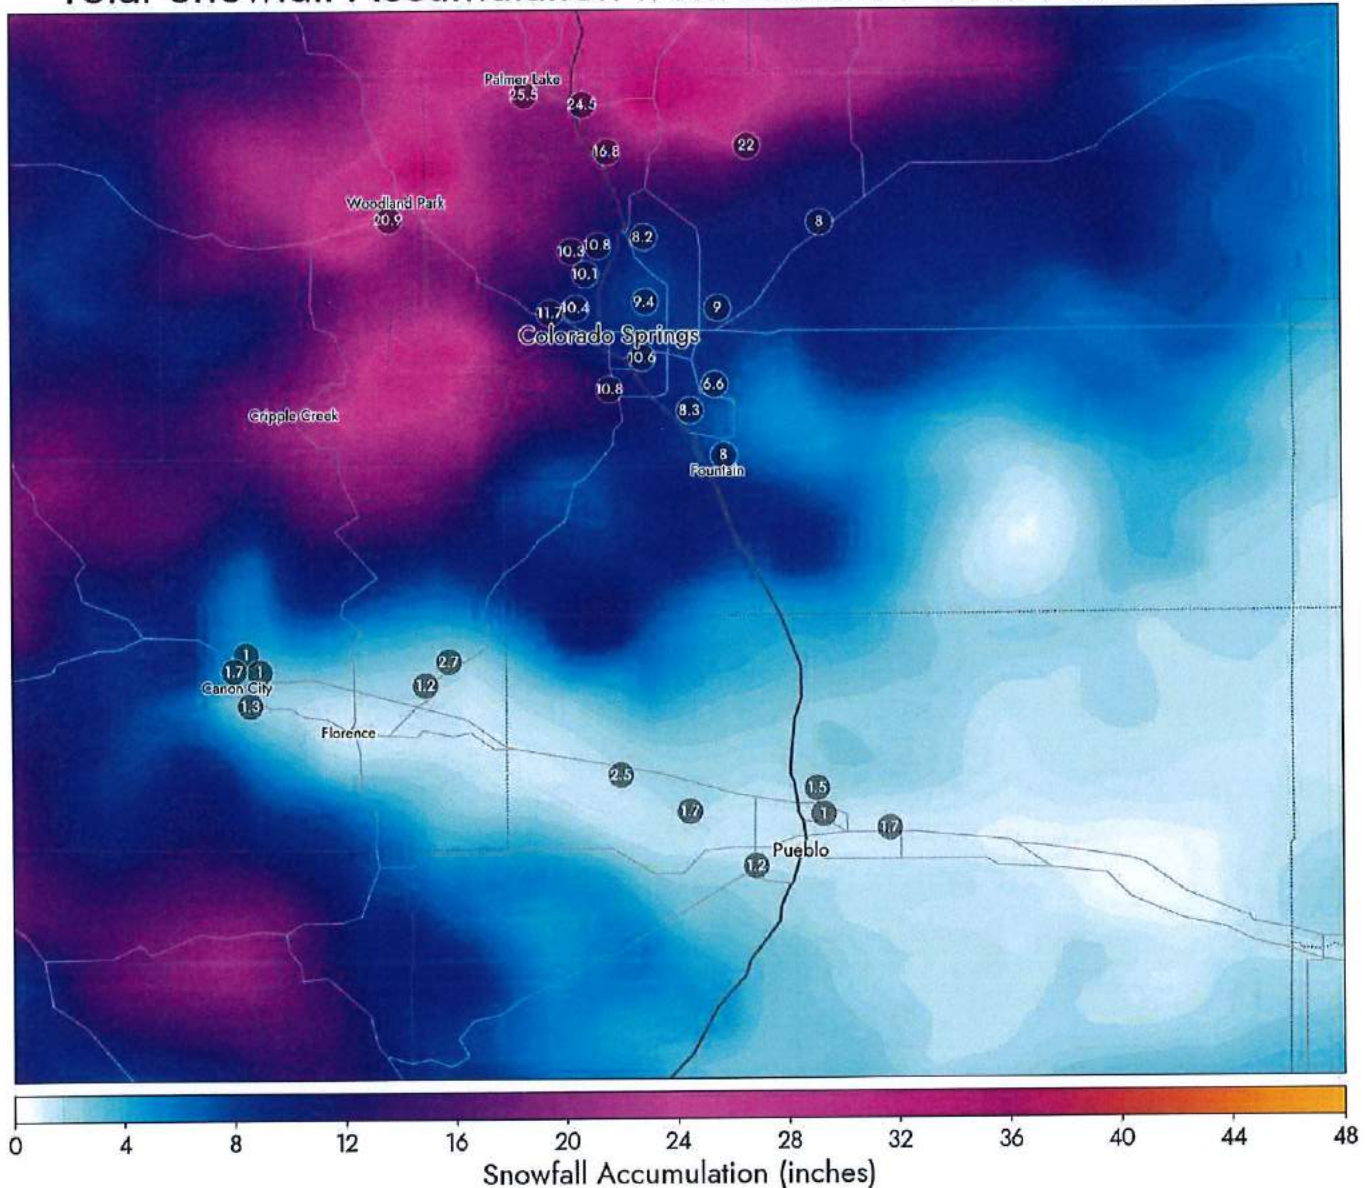 Total Snowfall Accumulation
Palmer Lake
25.5
24.5
16.8
22
Woodland Park
20.9
8
8.2
10.8
10.3
10.1
9.4
9
10.4
11.7
Colorado Springs
10.6
6.6
10.8
8.3
Cripple Creek
8
Fountain
1
2.7
1.7
1
1.2
Canon City
1.3
Florence
2.5
1.5
1.7
1
1.7
Pueblo
1.2
0 4 8 12 16 20 24 28 32 36 40 44 48
Snowfall Accumulation (inches)